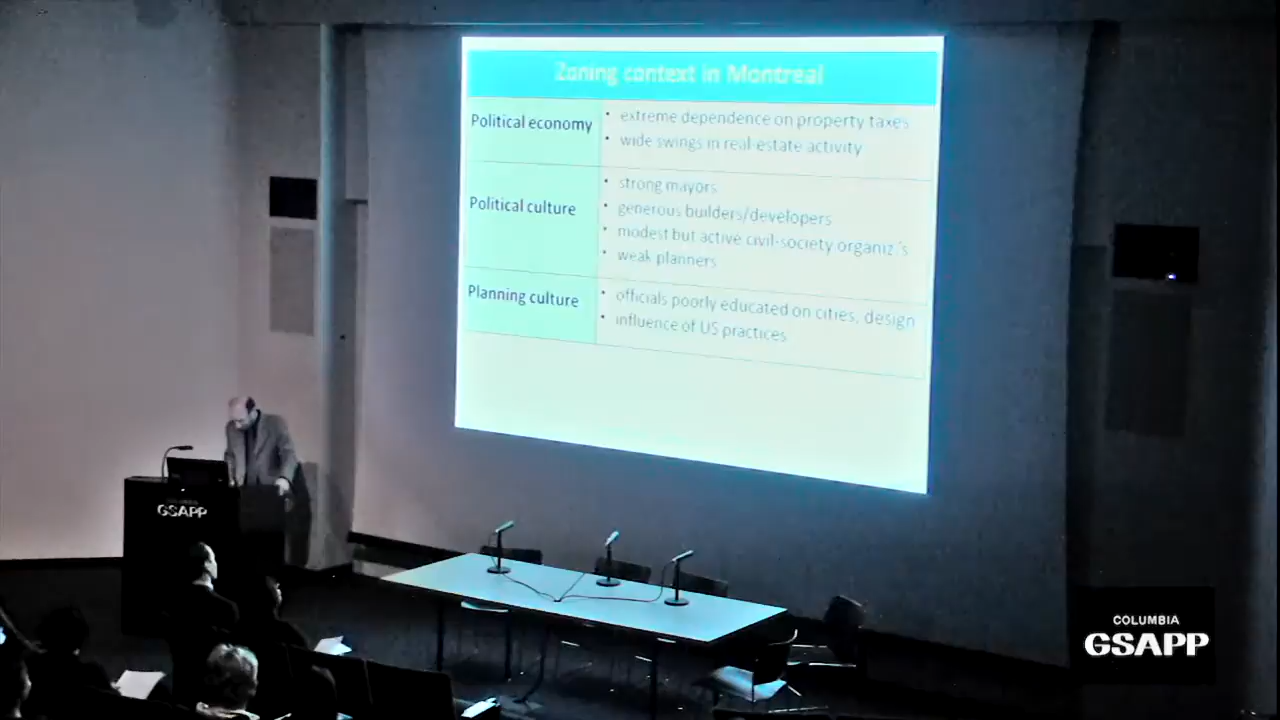 Zoning context in Montréal
Political economy
• extreme dependence on property taxes
• wide swings in real-estate activity
Political culture
• strong mayors
• generous builders/developers
• modest but active civil-society organiz.'s
• weak planners
Planning culture
• officials poorly educated on cities, design
• influence of US practices
COLUMBIA
GSAPP
COLUMBIA
GSAPP